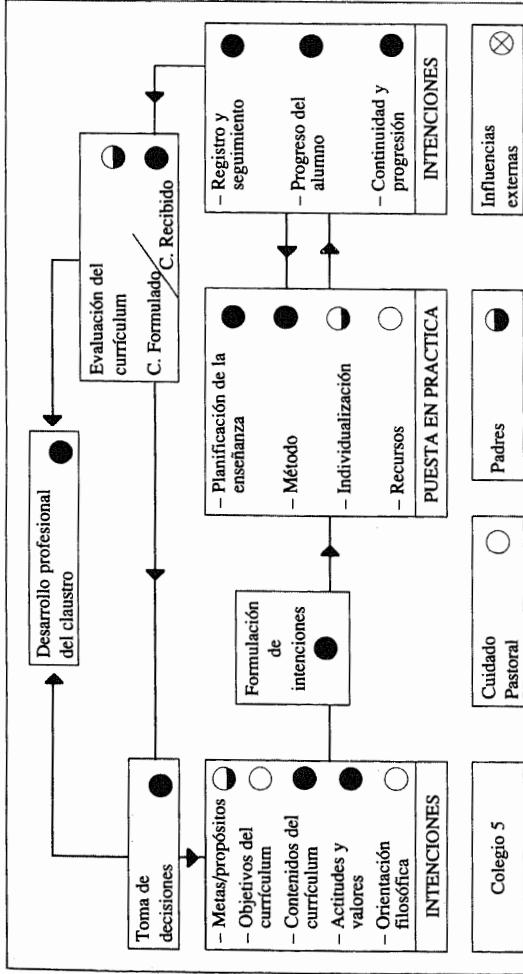 Desarrollo profesional
del claustro
Toma de
decisiones
Evaluación del
currículum
C. Formulado
C. Recibido
– Metas/propósitos
– Objetivos del
currículum
– Contenidos del
currículum
– Actitudes y
valores
– Orientación
filosófica
INTENCIONES
Formulación
de
intenciones
– Planificación de la
enseñanza
– Método
– Individualización
– Recursos
PUESTA EN PRACTICA
– Registro y
seguimiento
– Progreso del
alumno
– Continuidad y
progresión
INTENCIONES
Colegio 5
Cuidado
Pastoral
Padres
Influencias
externas